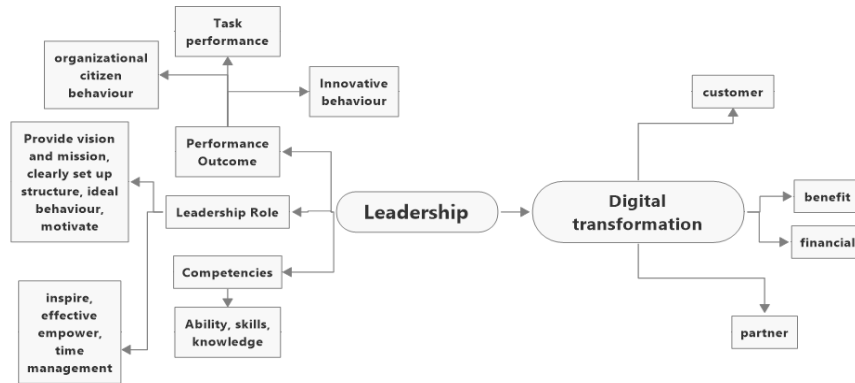 Task
performance
organizational
citizen
behaviour
Innovative
behaviour
Performance
Outcome
Provide vision
and mission,
clearly set up
structure, ideal
behaviour,
motivate
Leadership Role
Competencies
Ability, skills,
knowledge
inspire,
effective
empower,
time
management
Leadership
Digital
transformation
customer
benefit
financial
partner